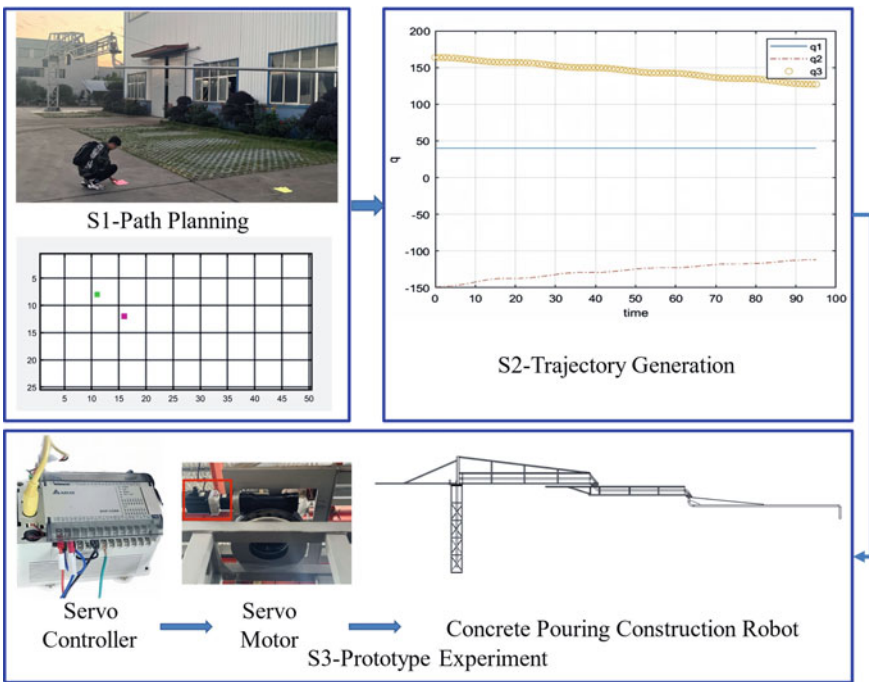 S1-Path Planning
5
10
15
20
25
5 10 15 20 25 30 35 40 45 50
200
150
100
50
0
-50
-100
-150
q
q1
q2
q3
0 10 20 30 40 50 60 70 80 90 100
time
S2-Trajectory Generation
Servo
Controller
Servo
Motor
Concrete Pouring Construction Robot
S3-Prototype Experiment